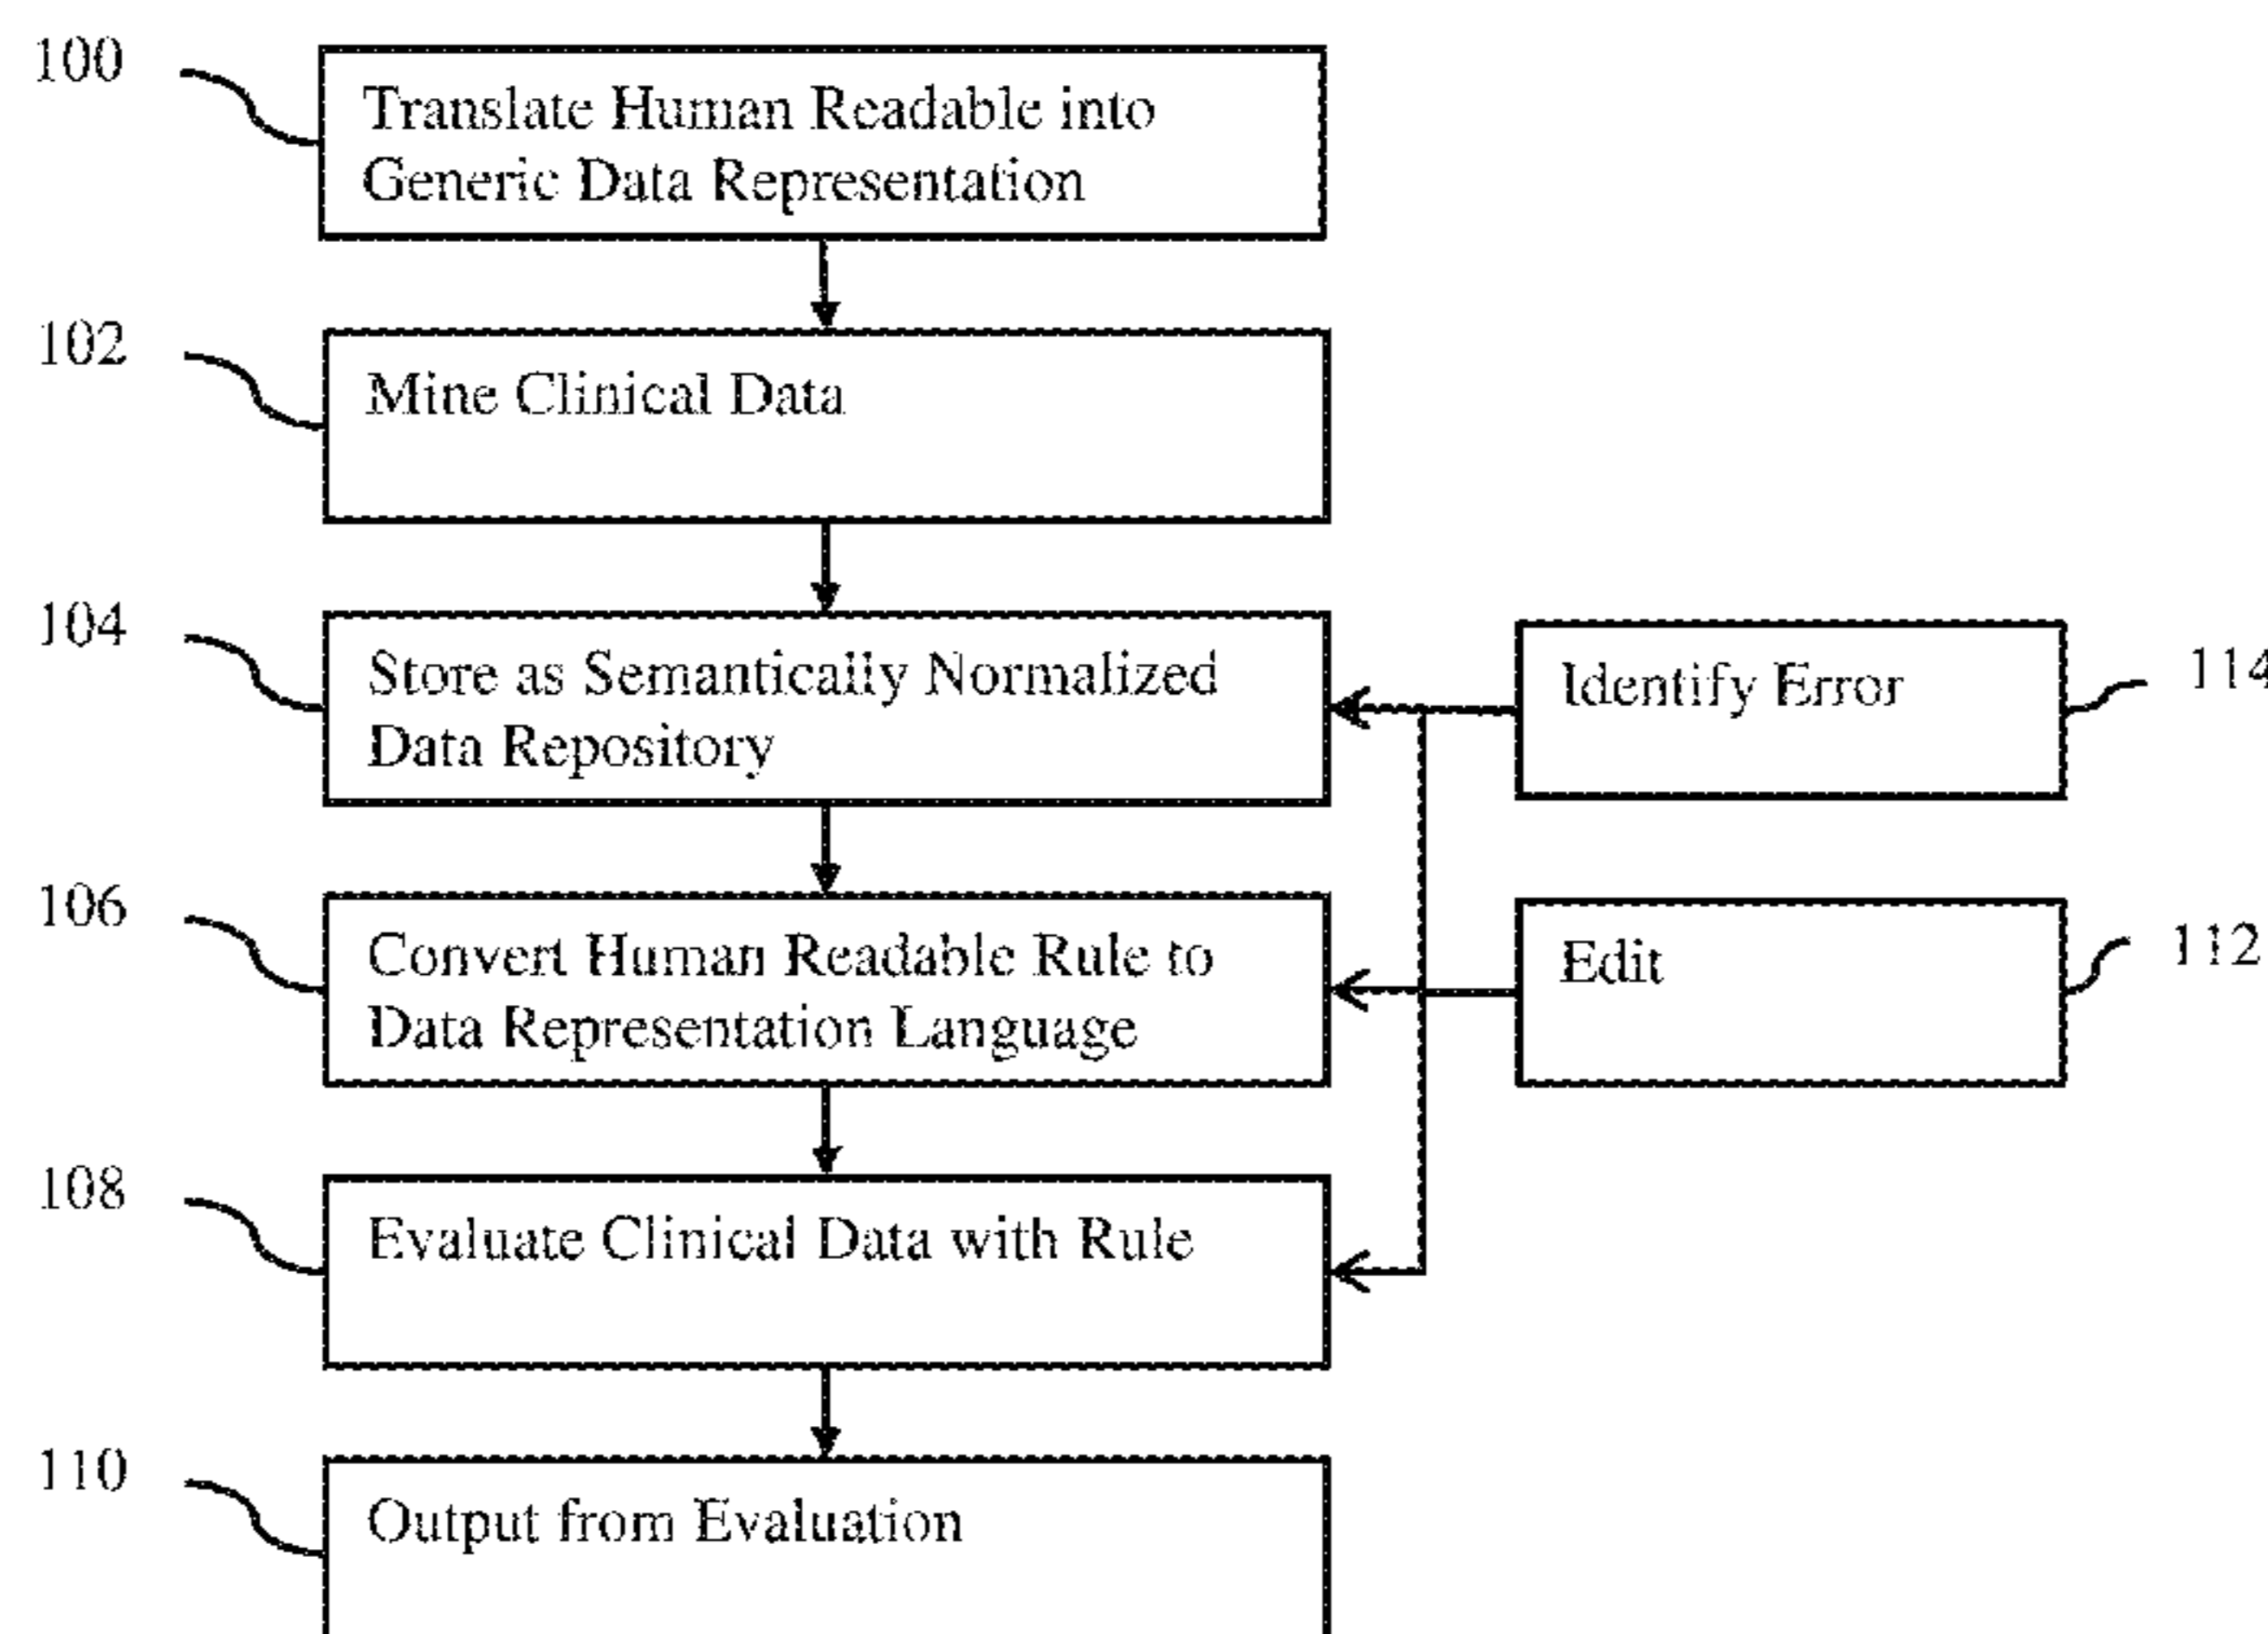 100
Translate Human Readable into
Generic Data Representation
102
Mine Clinical Data
104
Store as Semantically Normalized
Data Repository
Identify Error
114
106
Convert Human Readable Rule to
Data Representation Language
Edit
112
108
Evaluate Clinical Data with Rule
110
Output from Evaluation